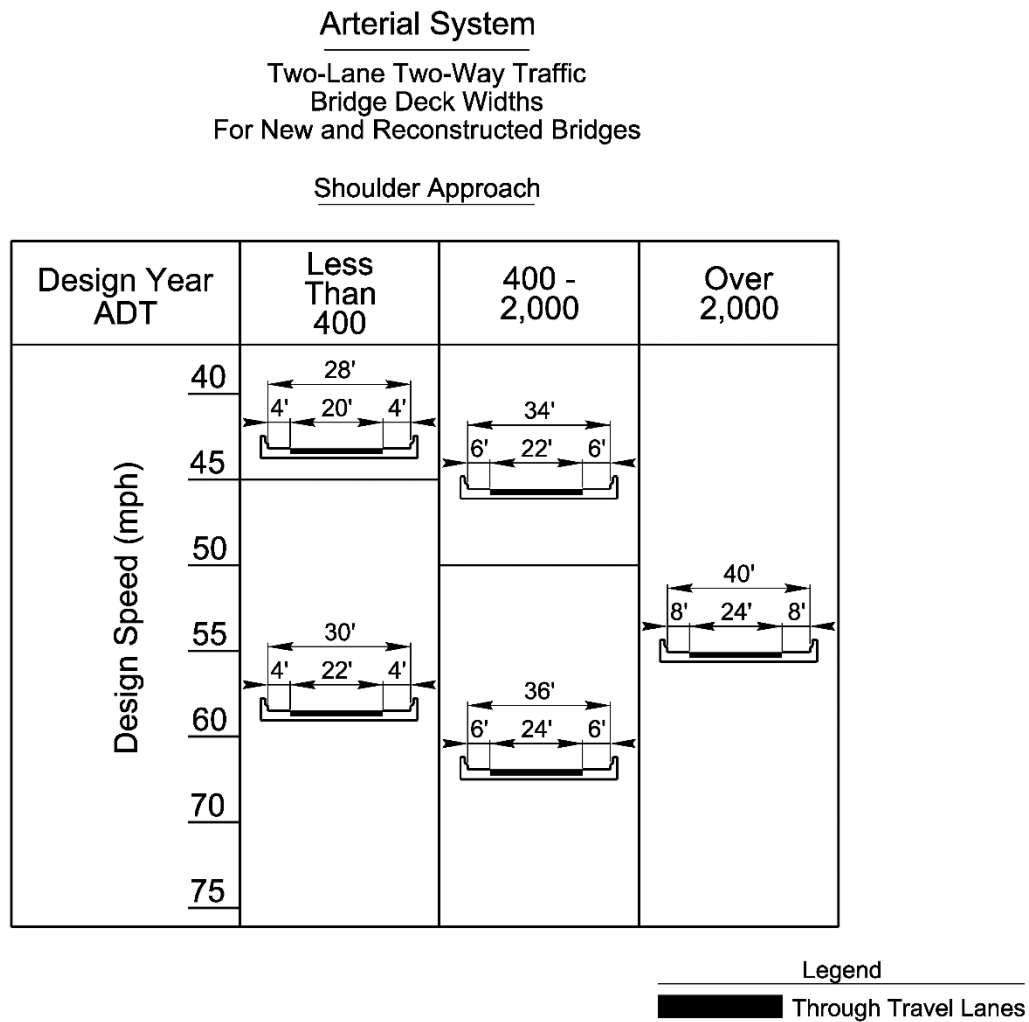 Arterial System
Two-Lane Two-Way Traffic
Bridge Deck Widths
For New and Reconstructed Bridges
Shoulder Approach
Design Year
ADT
Less
Than
400
400 -
2,000
Over
2,000
Design Speed (mph)
40
45
50
55
60
70
75
28'
4' 20' 4'
30'
4' 22' 4'
34'
6' 22' 6'
36'
6' 24' 6'
40'
8' 24' 8'
Legend
Through Travel Lanes